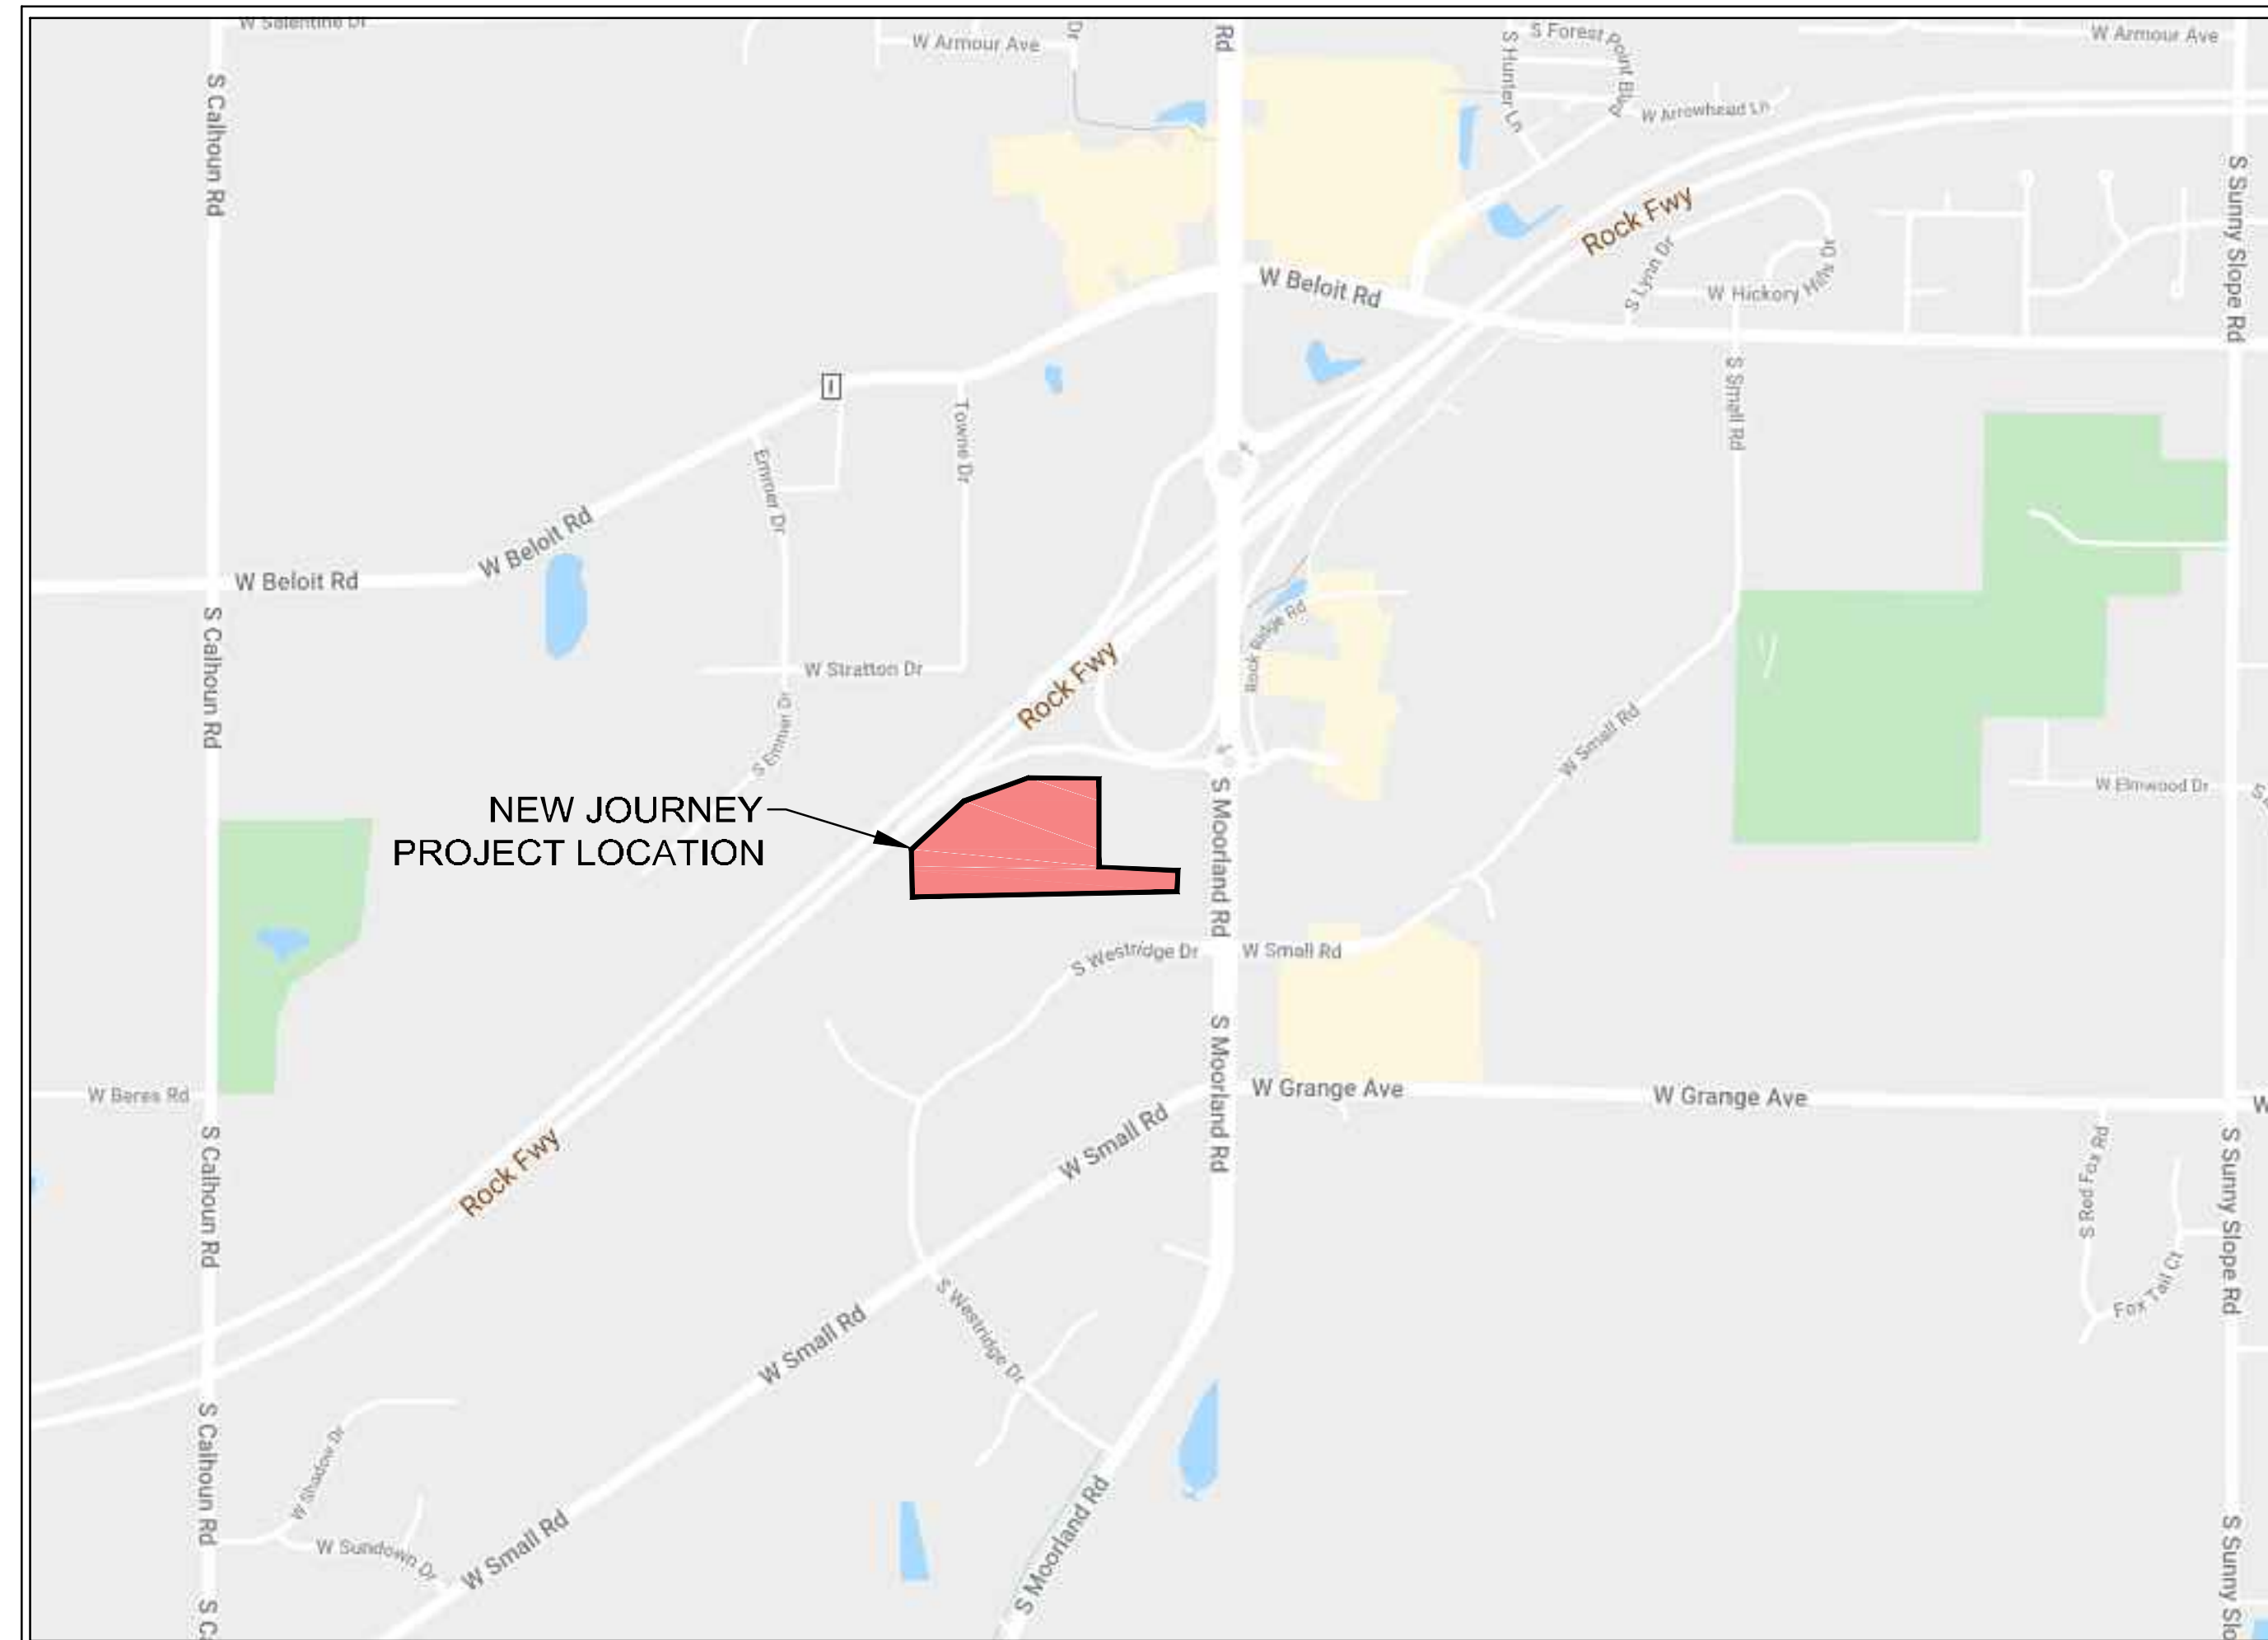 W Salentine Dr
W Armour Ave
Dr
Rd
S Hunter Ln
S Forest Point Blvd
W Arrowhead Ln
W Armour Ave
S Calhoun Rd
Rock Fwy
S Sunny Slope Rd
S Lynn Dr
W Hickory Hills Dr
W Beloit Rd
S Small Rd
I
Towne Dr
Emmer Dr
W Beloit Rd
W Beloit Rd
S Calhoun Rd
Rock Ridge Rd
W Stratton Dr
Rock Fwy
S Emmer Dr
W Small Rd
W Elmwood Dr
NEW JOURNEY
PROJECT LOCATION
S Moorland Rd
S Westridge Dr
W Small Rd
S Moorland Rd
W Beres Rd
W Grange Ave
W Grange Ave
W
W Small Rd
S Calhoun Rd
Rock Fwy
S Red Fox Rd
S Sunny Slope Rd
Fox Tail Ct
S Westridge Dr
W Small Rd
S Calhoun Rd
W Shadow Dr
W Sundown Dr
W Small Rd
S Moorland Rd
S Sunny Slo
S Ca